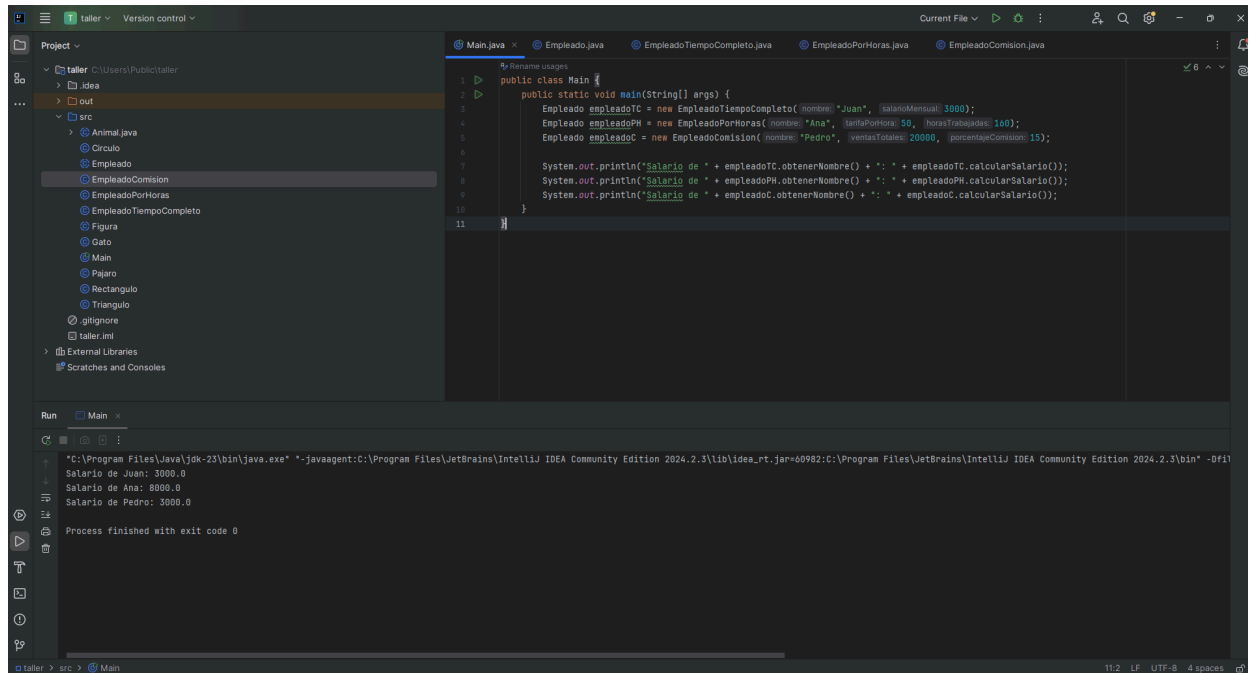 T taller Version control
Current File
Project
Main.java
Empleado.java
EmpleadoTiempoCompleto.java
EmpleadoPorHoras.java
EmpleadoComision.java
taller C:\Users\Public\taller
.idea
out
src
Animal.java
Circulo
Empleado
EmpleadoComision
EmpleadoPorHoras
EmpleadoTiempoCompleto
Figura
Gato
Main
Pajaro
Rectangulo
Triangulo
.gitignore
taller.iml
External Libraries
Scratches and Consoles
Rename usages
6
1 public class Main {
2 public static void main(String[] args) {
3 Empleado empleadoTC = new EmpleadoTiempoCompleto( nombre: "Juan", salarioMensual: 3000);
4 Empleado empleadoPH = new EmpleadoPorHoras( nombre: "Ana", tarifaPorHora: 50, horasTrabajadas: 160);
5 Empleado empleadoC = new EmpleadoComision( nombre: "Pedro", ventasTotales: 20000, porcentajeComision: 15);
6
7 System.out.println("Salario de " + empleadoTC.obtenerNombre() + ": " + empleadoTC.calcularSalario());
8 System.out.println("Salario de " + empleadoPH.obtenerNombre() + ": " + empleadoPH.calcularSalario());
9 System.out.println("Salario de " + empleadoC.obtenerNombre() + ": " + empleadoC.calcularSalario());
10 }
11 }
Run Main
"C:\Program Files\Java\jdk-23\bin\java.exe" "-javaagent:C:\Program Files\JetBrains\IntelliJ IDEA Community Edition 2024.2.3\lib\idea_rt.jar=60982:C:\Program Files\JetBrains\IntelliJ IDEA Community Edition 2024.2.3\bin" -Dfil
Salario de Juan: 3000.0
Salario de Ana: 8000.0
Salario de Pedro: 3000.0
Process finished with exit code 0
taller > src > Main
11:2 LF UTF-8 4 spaces